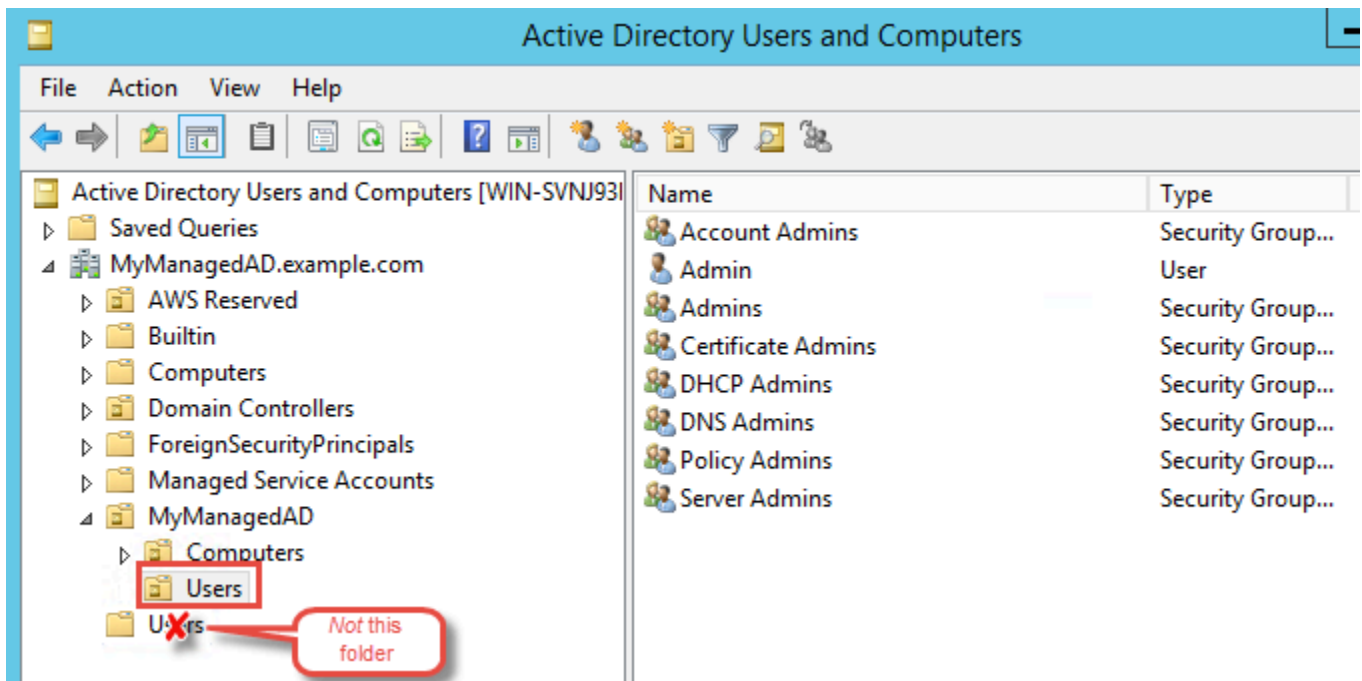 Active Directory Users and Computers
File Action View Help
Active Directory Users and Computers [WIN-SVNJ93
Saved Queries
MyManagedAD.example.com
AWS Reserved
Builtin
Computers
Domain Controllers
ForeignSecurityPrincipals
Managed Service Accounts
MyManagedAD
Computers
Users
Users
Not this
folder
Name Type
Account Admins Security Group...
Admin User
Admins Security Group...
Certificate Admins Security Group...
DHCP Admins Security Group...
DNS Admins Security Group...
Policy Admins Security Group...
Server Admins Security Group...